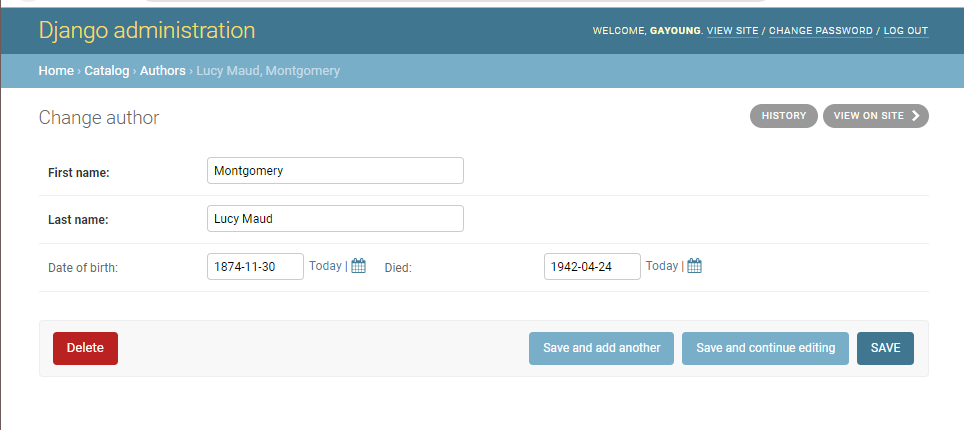 Django administration
WELCOME, GAYOUNG. VIEW SITE / CHANGE PASSWORD / LOG OUT
Home › Catalog › Authors › Lucy Maud, Montgomery
Change author
HISTORY
VIEW ON SITE
First name: Montgomery
Last name: Lucy Maud
Date of birth: 1874-11-30 Today | Died: 1942-04-24 Today |
Delete
Save and add another
Save and continue editing
SAVE